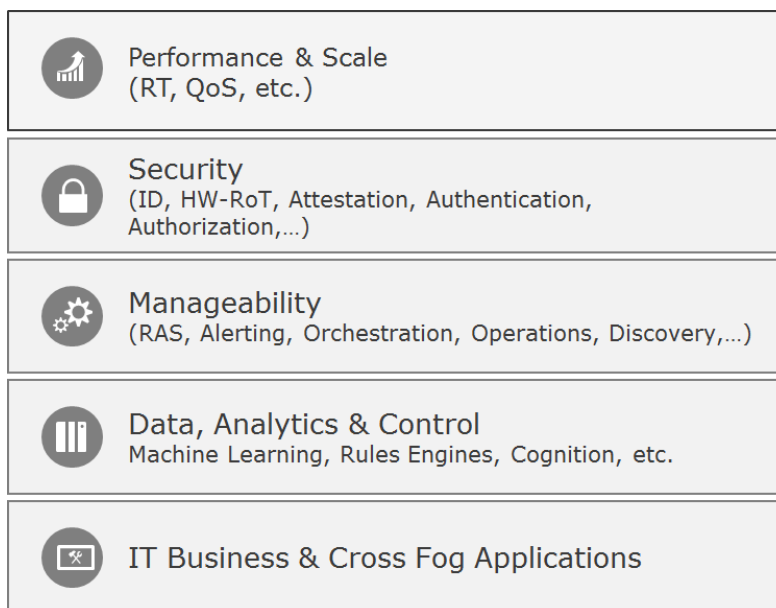 Performance & Scale
(RT, QoS, etc.)
Security
(ID, HW-RoT, Attestation, Authentication,
Authorization,...)
Manageability
(RAS, Alerting, Orchestration, Operations, Discovery,...)
Data, Analytics & Control
Machine Learning, Rules Engines, Cognition, etc.
IT Business & Cross Fog Applications